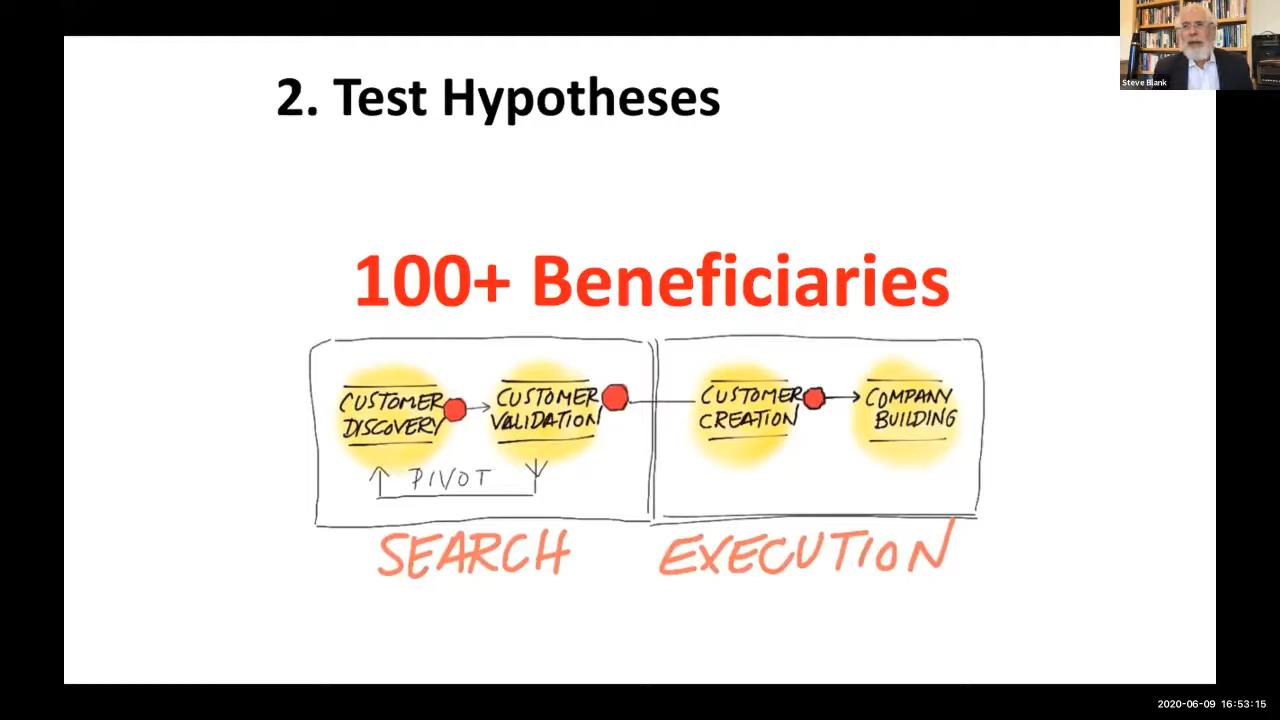 2. Test Hypotheses
Steve Blank
100+ Beneficiaries
CUSTOMER
DISCOVERY
CUSTOMER
VALIDATION
CUSTOMER
CREATION
COMPANY
BUILDING
PIVOT
SEARCH
EXECUTION
2020-06-09 16:53:15